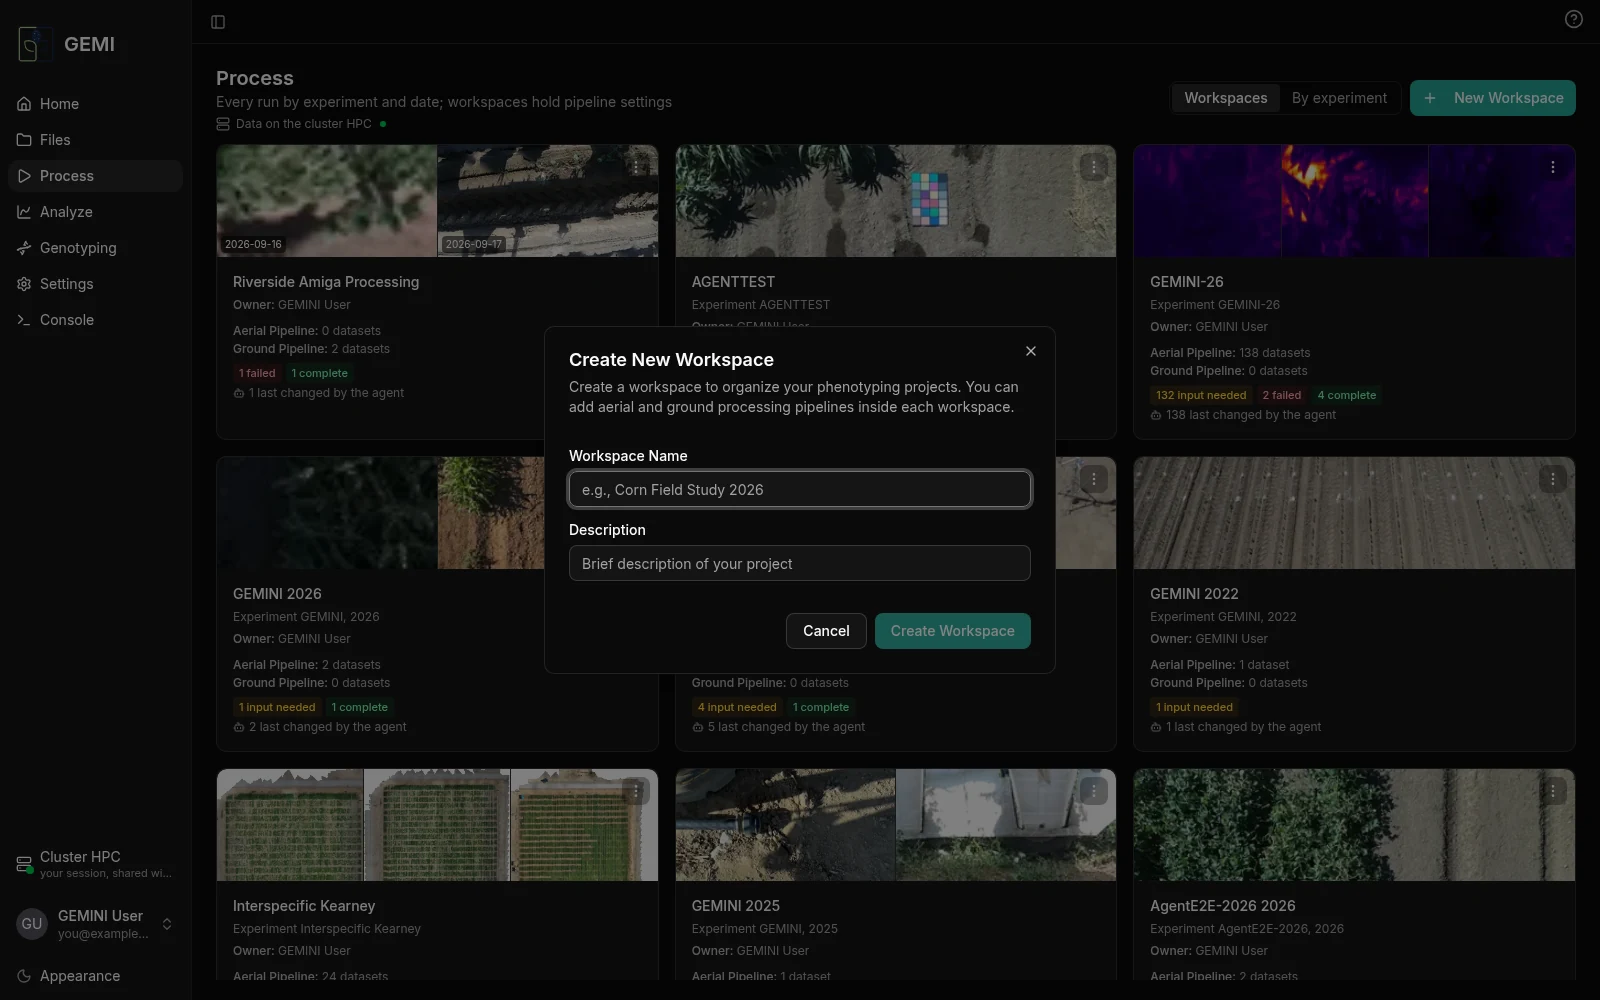 GEMI
Home
Files
Process
Analyze
Genotyping
Settings
Console
Cluster HPC
your session, shared wi...
GU
GEMINI User
you@example...
Appearance
Process
Every run by experiment and date; workspaces hold pipeline settings
Data on the cluster HPC
Workspaces
By experiment
+ New Workspace
2026-09-16
2026-09-17
Riverside Amiga Processing
Owner: GEMINI User
Aerial Pipeline: 0 datasets
Ground Pipeline: 2 datasets
1 failed
1 complete
1 last changed by the agent
AGENTTEST
Experiment AGENTTEST
Owner: GEMINI User
GEMINI-26
Experiment GEMINI-26
Owner: GEMINI User
Aerial Pipeline: 138 datasets
Ground Pipeline: 0 datasets
132 input needed
2 failed
4 complete
138 last changed by the agent
Create New Workspace
Create a workspace to organize your phenotyping projects. You can
add aerial and ground processing pipelines inside each workspace.
Workspace Name
e.g., Corn Field Study 2026
Description
Brief description of your project
Cancel
Create Workspace
GEMINI 2026
Experiment GEMINI, 2026
Owner: GEMINI User
Aerial Pipeline: 2 datasets
Ground Pipeline: 0 datasets
1 input needed
1 complete
2 last changed by the agent
Ground Pipeline: 0 datasets
4 input needed
1 complete
5 last changed by the agent
GEMINI 2022
Experiment GEMINI, 2022
Owner: GEMINI User
Aerial Pipeline: 1 dataset
Ground Pipeline: 0 datasets
1 input needed
1 last changed by the agent
Interspecific Kearney
Experiment Interspecific Kearney
Owner: GEMINI User
Aerial Pipeline: 24 datasets
GEMINI 2025
Experiment GEMINI, 2025
Owner: GEMINI User
Aerial Pipeline: 1 dataset
AgentE2E-2026 2026
Experiment AgentE2E-2026, 2026
Owner: GEMINI User
Aerial Pipeline: 2 datasets